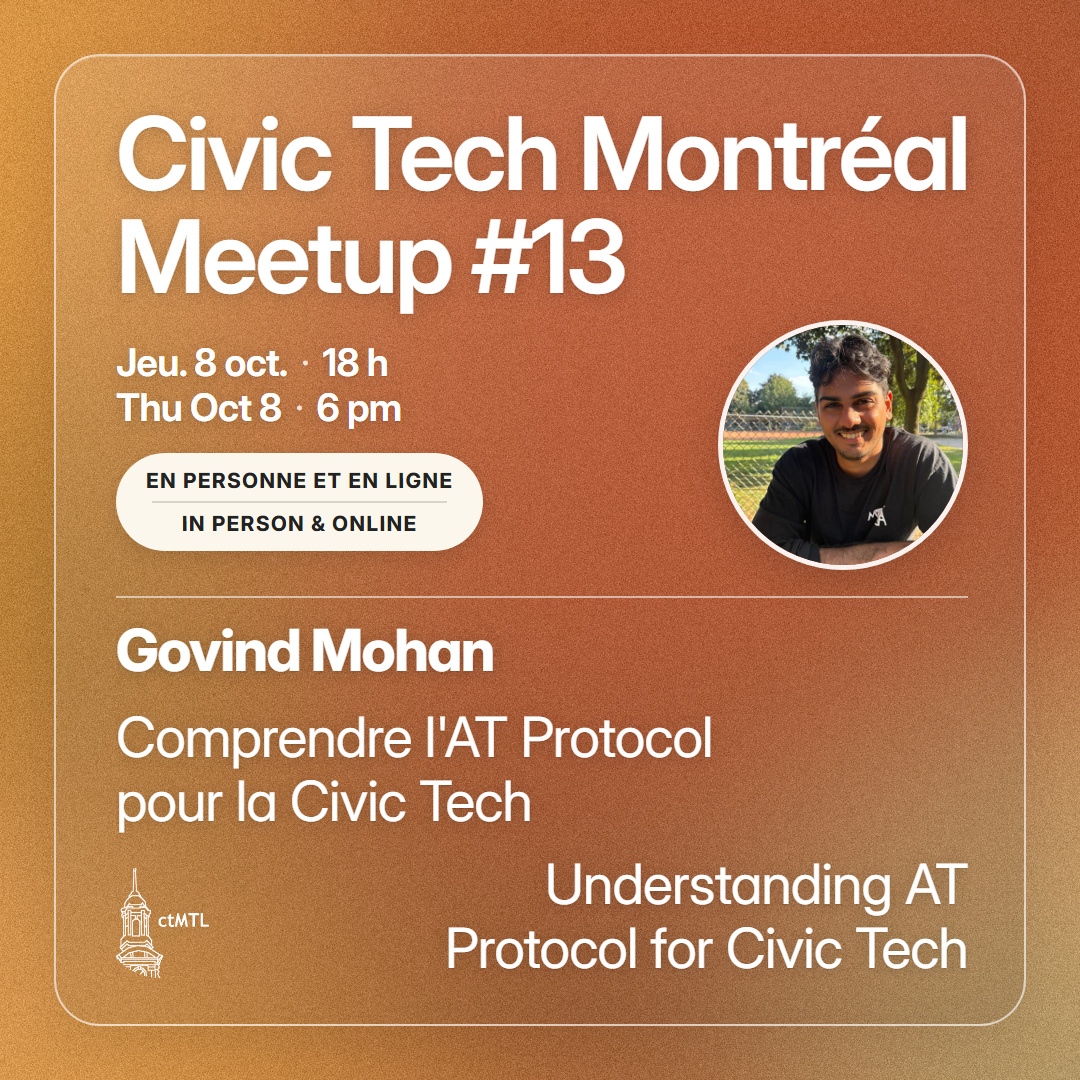 Civic Tech Montréal
Meetup #13
Jeu. 8 oct. · 18 h
Thu Oct 8 · 6 pm
EN PERSONNE ET EN LIGNE
IN PERSON & ONLINE
Govind Mohan
Comprendre l'AT Protocol
pour la Civic Tech
Understanding AT
Protocol for Civic Tech
ctMTL